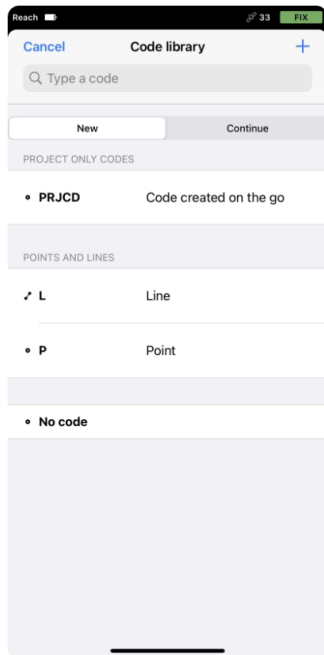 Reach 33 FIX
Cancel Code library +
Type a code
New Continue
PROJECT ONLY CODES
PRJCD Code created on the go
POINTS AND LINES
L Line
P Point
No code